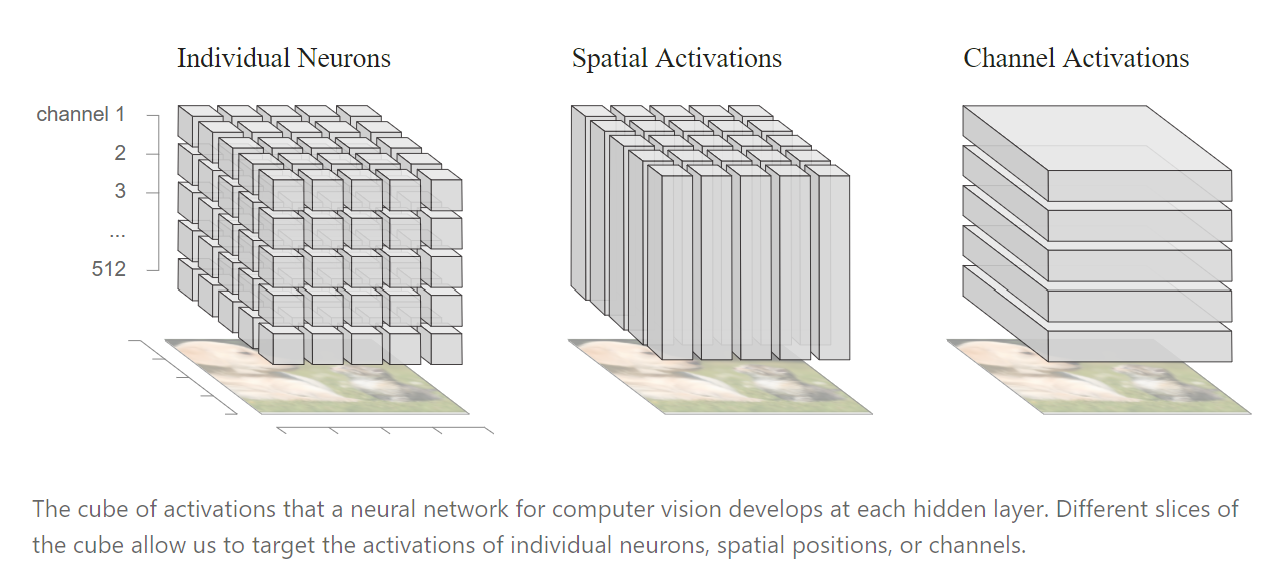 Individual Neurons
Spatial Activations
Channel Activations
channel 1
2
3
...
512
The cube of activations that a neural network for computer vision develops at each hidden layer. Different slices of
the cube allow us to target the activations of individual neurons, spatial positions, or channels.